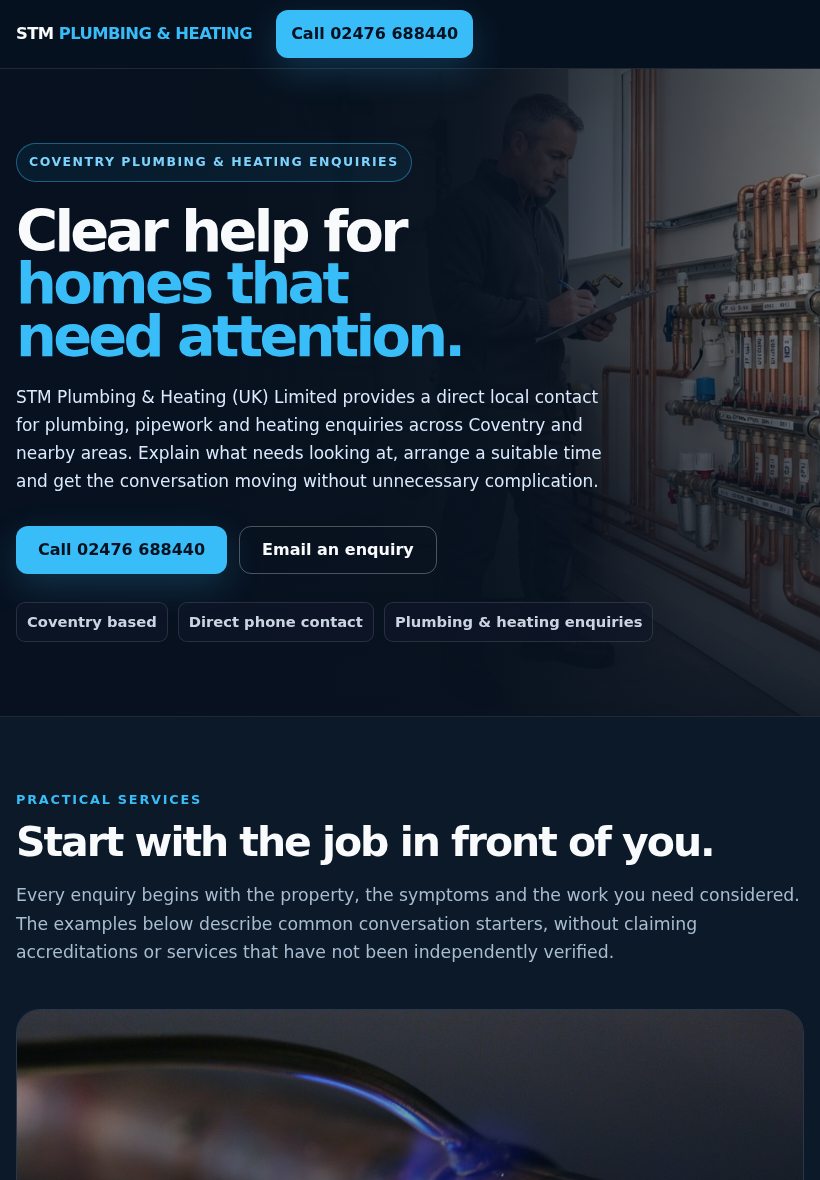 STM PLUMBING & HEATING
Call 02476 688440
COVENTRY PLUMBING & HEATING ENQUIRIES
Clear help for
homes that
need attention.
STM Plumbing & Heating (UK) Limited provides a direct local contact
for plumbing, pipework and heating enquiries across Coventry and
nearby areas. Explain what needs looking at, arrange a suitable time
and get the conversation moving without unnecessary complication.
Call 02476 688440
Email an enquiry
Coventry based
Direct phone contact
Plumbing & heating enquiries
PRACTICAL SERVICES
Start with the job in front of you.
Every enquiry begins with the property, the symptoms and the work you need considered.
The examples below describe common conversation starters, without claiming
accreditations or services that have not been independently verified.